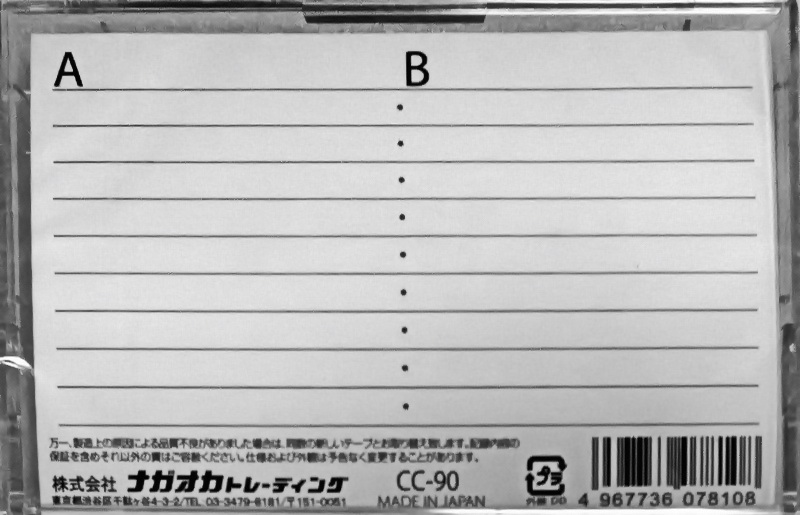 A B
万一、製造上の原因による品質不良がありました場合は、同数の新しいテープとお取り替え致します。記録内容の
保証を含めそれ以外の責はご容赦ください。仕様および外観は予告なく変更することがあります。
株式会社 ナガオカトレーディング CC-90
東京都渋谷区千駄ヶ谷4-3-2/TEL 03-3479-8181/〒151-0051 MADE IN JAPAN
プラ
外装 DD
4 967736 078108